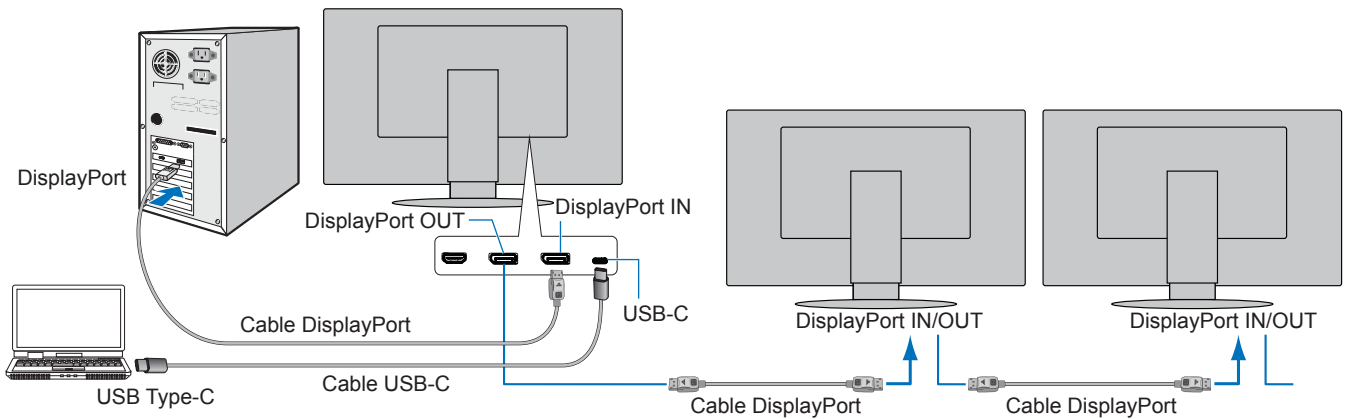 DisplayPort
DisplayPort OUT
DisplayPort IN
USB-C
Cable DisplayPort
Cable USB-C
USB Type-C
DisplayPort IN/OUT
DisplayPort IN/OUT
Cable DisplayPort
Cable DisplayPort